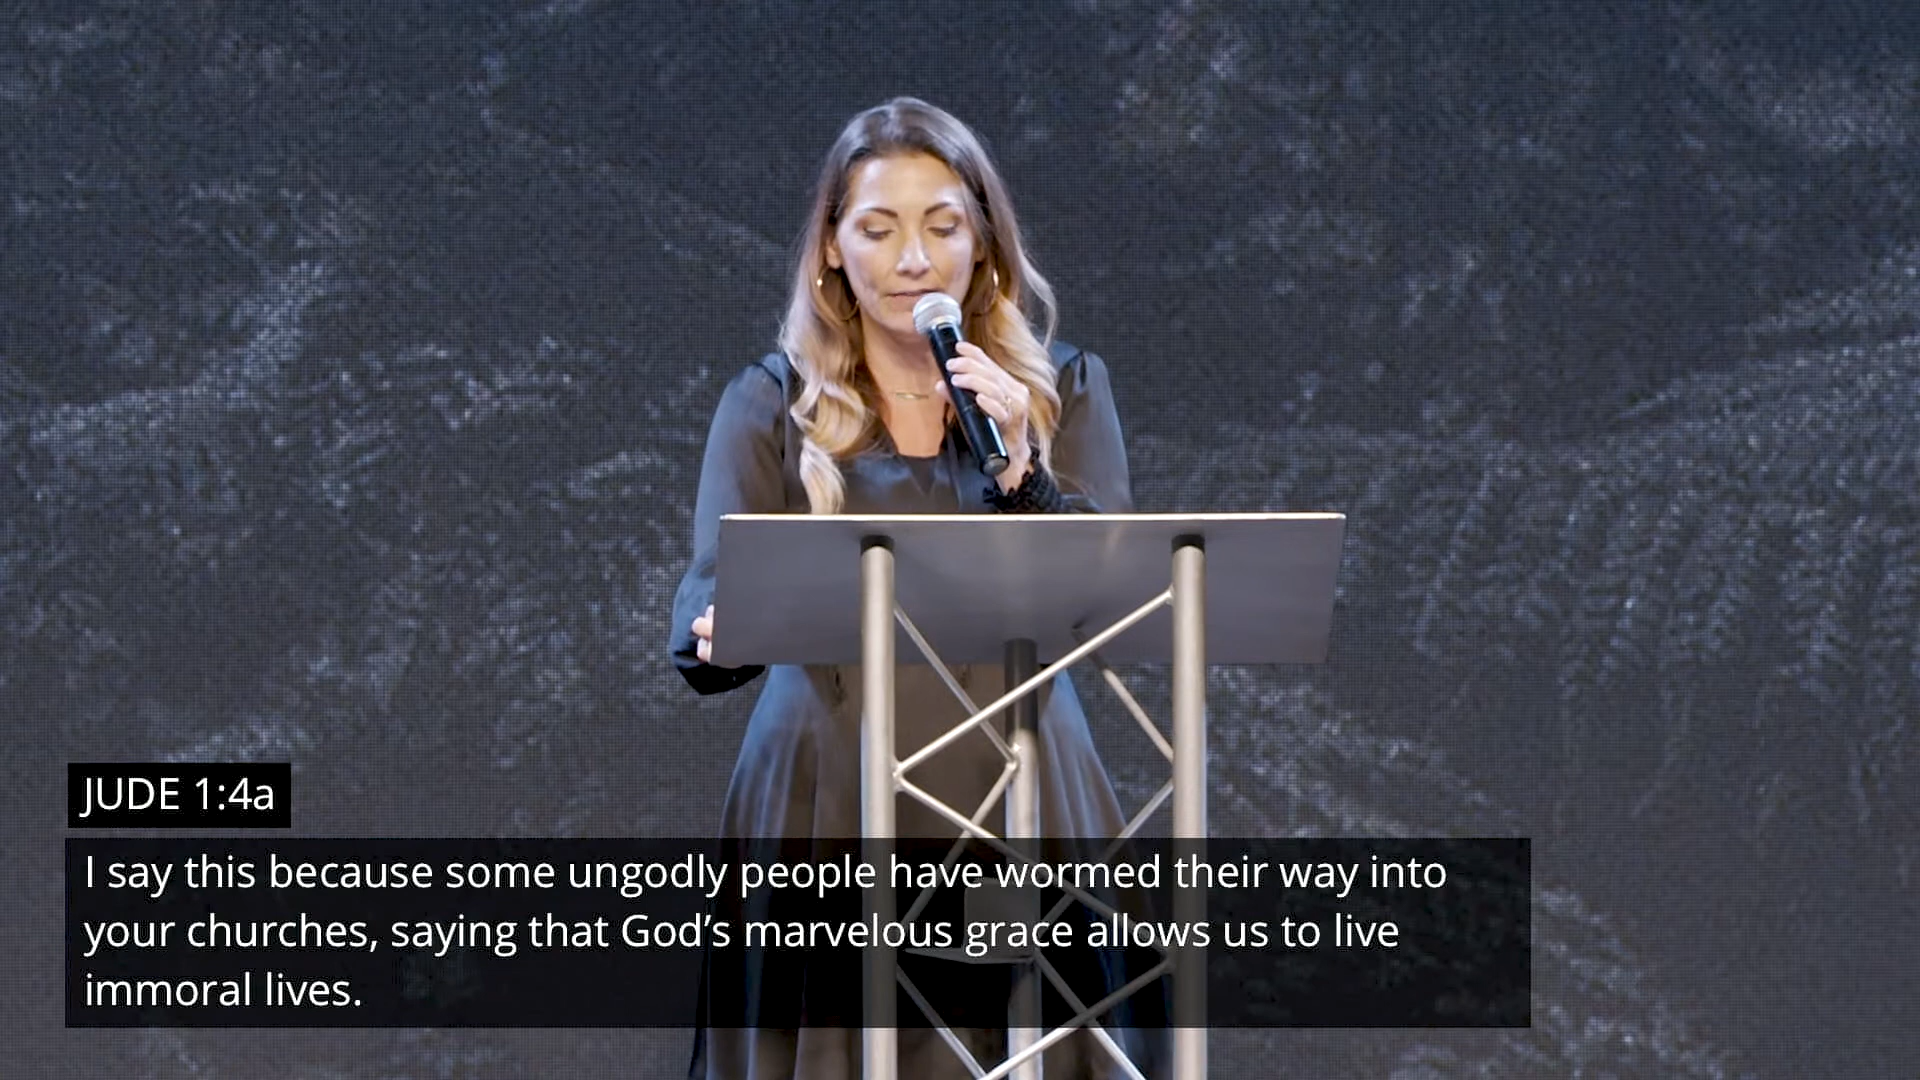 JUDE 1:4a
I say this because some ungodly people have wormed their way into
your churches, saying that God’s marvelous grace allows us to live
immoral lives.